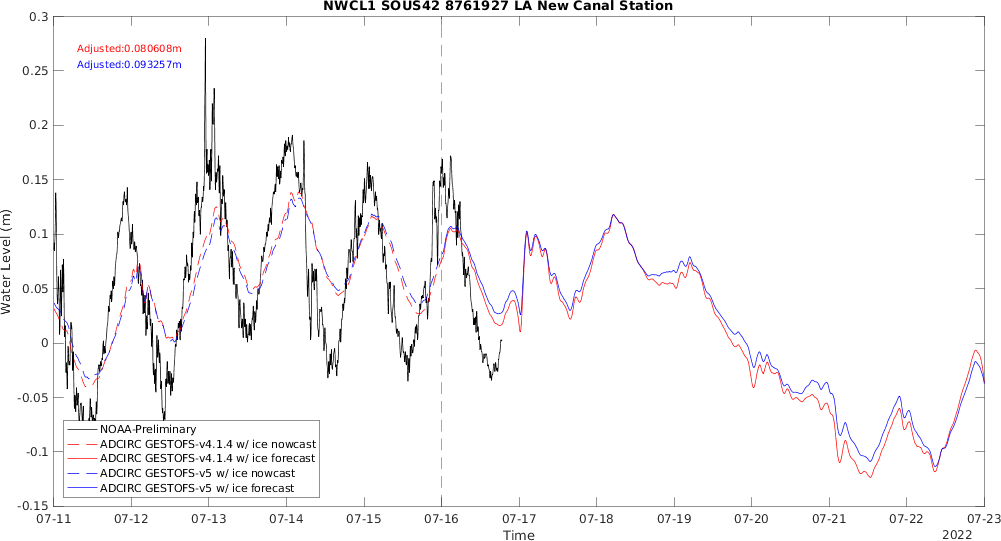 NWCL1 SOUS42 8761927 LA New Canal Station
Adjusted:0.080608m
Adjusted:0.093257m
0.3
0.25
0.2
0.15
0.1
0.05
0
-0.05
-0.1
-0.15
Water Level (m)
NOAA-Preliminary
ADCIRC GESTOFS-v4.1.4 w/ ice nowcast
ADCIRC GESTOFS-v4.1.4 w/ ice forecast
ADCIRC GESTOFS-v5 w/ ice nowcast
ADCIRC GESTOFS-v5 w/ ice forecast
07-11 07-12 07-13 07-14 07-15 07-16 07-17 07-18 07-19 07-20 07-21 07-22 07-23
Time
2022